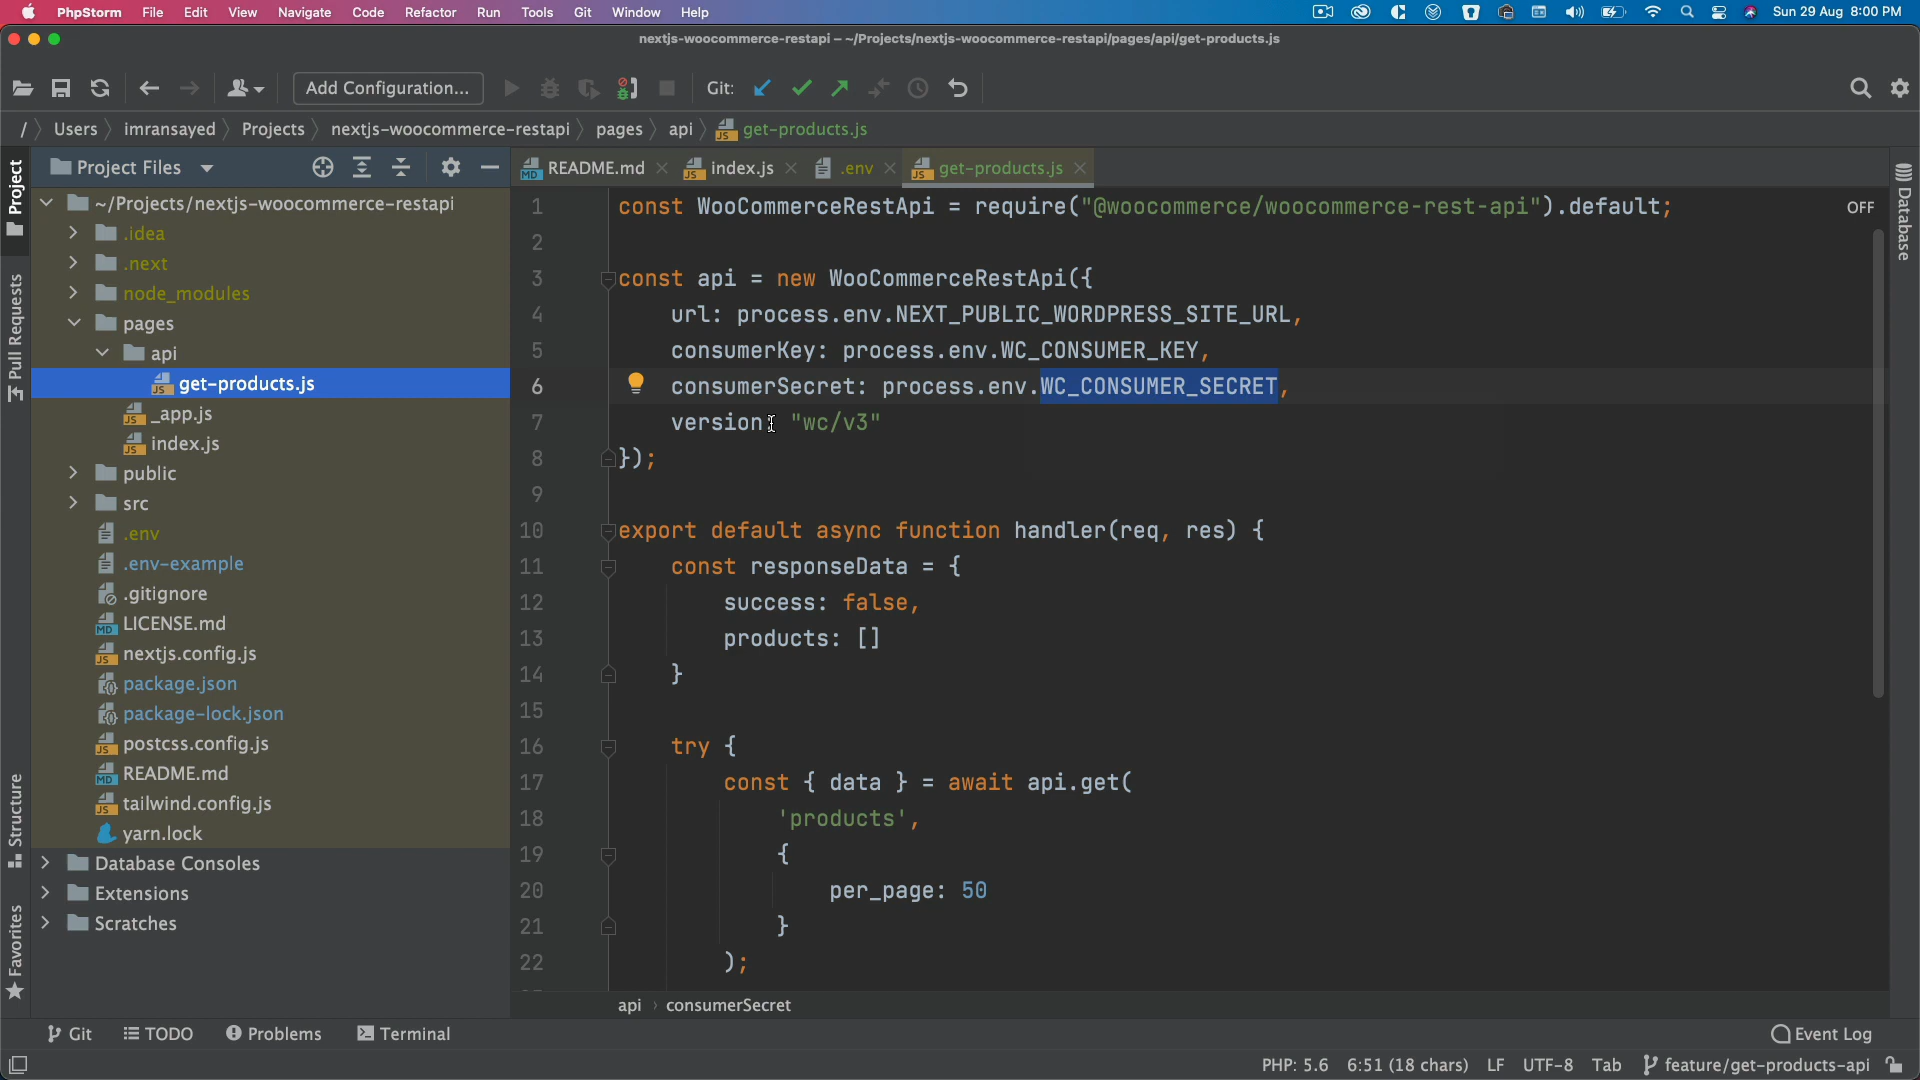 PhpStorm File Edit View Navigate Code Refactor Run Tools Git Window Help Sun 29 Aug 8:00 PM
nextjs-woocommerce-restapi – ~/Projects/nextjs-woocommerce-restapi/pages/api/get-products.js
Add Configuration... Git:
/ Users imransayed Projects nextjs-woocommerce-restapi pages api get-products.js
Project Files
README.md index.js .env get-products.js
Project
Pull Requests
Structure
Favorites
Database
~/Projects/nextjs-woocommerce-restapi
.idea
.next
node_modules
pages
api
get-products.js
_app.js
index.js
public
src
.env
.env-example
.gitignore
LICENSE.md
nextjs.config.js
package.json
package-lock.json
postcss.config.js
README.md
tailwind.config.js
yarn.lock
Database Consoles
Extensions
Scratches
1 const WooCommerceRestApi = require("@woocommerce/woocommerce-rest-api").default; OFF
2
3 const api = new WooCommerceRestApi({
4 url: process.env.NEXT_PUBLIC_WORDPRESS_SITE_URL,
5 consumerKey: process.env.WC_CONSUMER_KEY,
6 consumerSecret: process.env.WC_CONSUMER_SECRET,
7 version: "wc/v3"
8 });
9
10 export default async function handler(req, res) {
11 const responseData = {
12 success: false,
13 products: []
14 }
15
16 try {
17 const { data } = await api.get(
18 'products',
19 {
20 per_page: 50
21 }
22 );
api › consumerSecret
Git TODO Problems Terminal Event Log
PHP: 5.6 6:51 (18 chars) LF UTF-8 Tab feature/get-products-api